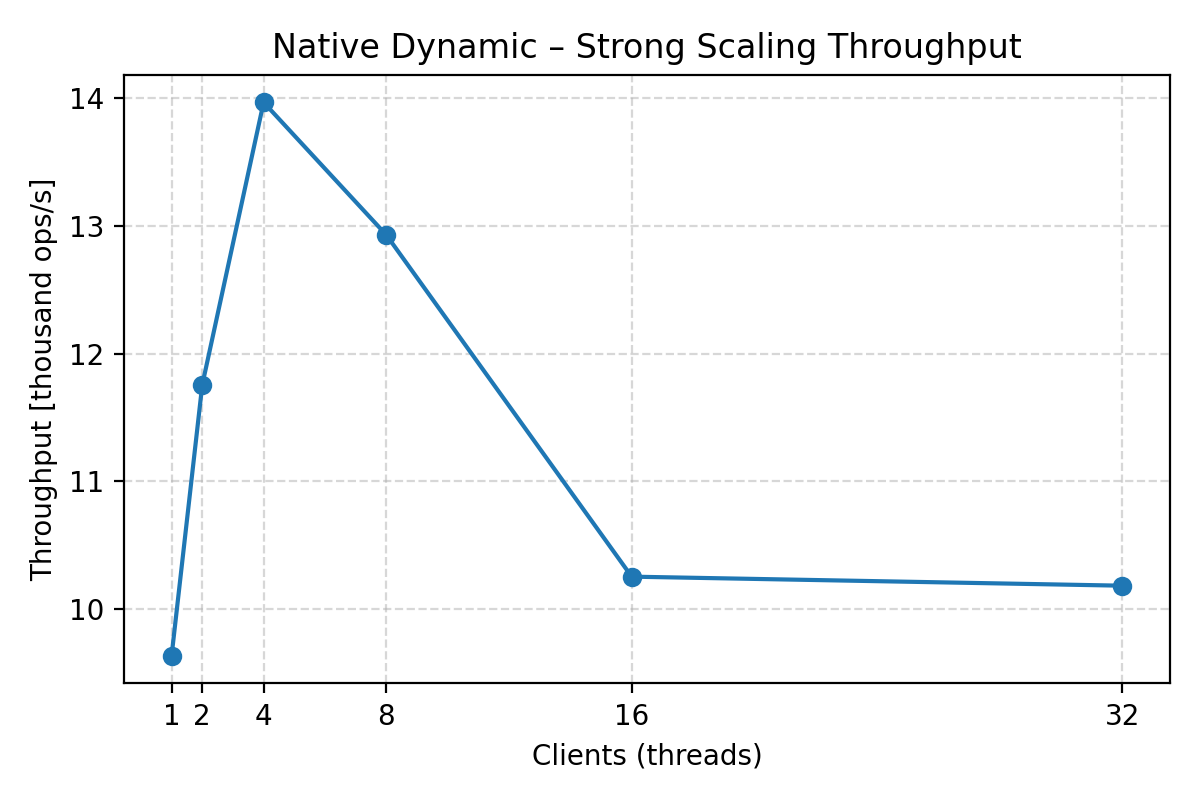 Native Dynamic – Strong Scaling Throughput
Throughput [thousand ops/s]
14
13
12
11
10
1 2 4 8 16 32
Clients (threads)